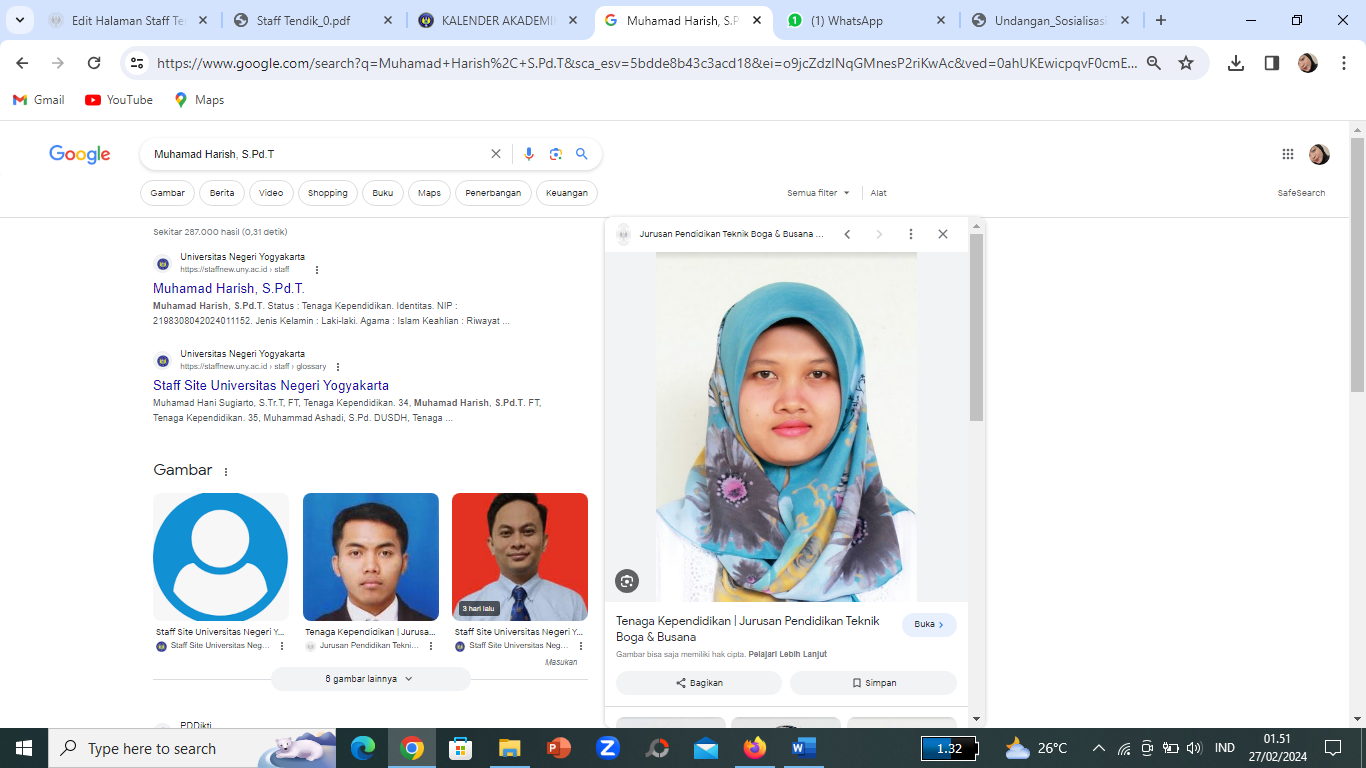 Edit Halaman Staff Te
Staff Tendik_0.pdf
KALENDER AKADEMI
Muhamad Harish, S.P
(1) WhatsApp
Undangan_Sosialisas
https://www.google.com/search?q=Muhamad+Harish%2C+S.Pd.T&sca_esv=5bdde8b43c3acd18&ei=o9jcZdzlNqGMnesP2riKwAc&ved=0ahUKEwicpqvF0cmE...
Gmail
YouTube
Maps
Google
Muhamad Harish, S.Pd.T
Gambar
Berita
Video
Shopping
Buku
Maps
Penerbangan
Keuangan
Semua filter
Alat
SafeSearch
Sekitar 287.000 hasil (0,31 detik)
Universitas Negeri Yogyakarta
https://staffnew.uny.ac.id › staff
Muhamad Harish, S.Pd.T.
Muhamad Harish, S.Pd.T. Status : Tenaga Kependidikan. Identitas. NIP :
2198308042024011152. Jenis Kelamin : Laki-laki. Agama : Islam Keahlian : Riwayat ...
Universitas Negeri Yogyakarta
https://staffnew.uny.ac.id › staff › glossary
Staff Site Universitas Negeri Yogyakarta
Muhamad Hani Sugiarto, S.Tr.T, FT, Tenaga Kependidikan. 34, Muhamad Harish, S.Pd.T. FT,
Tenaga Kependidikan. 35, Muhammad Ashadi, S.Pd. DUSDH, Tenaga ...
Gambar
3 hari lalu
Staff Site Universitas Negeri Y...
Staff Site Universitas Neg...
Tenaga Kependidikan | Jurusa...
Jurusan Pendidikan Tekni...
Staff Site Universitas Negeri Y...
Staff Site Universitas Neg...
Masukan
6 gambar lainnya
PDDikti
Jurusan Pendidikan Teknik Boga & Busana ...
Tenaga Kependidikan | Jurusan Pendidikan Teknik
Boga & Busana
Buka
Gambar bisa saja memiliki hak cipta. Pelajari Lebih Lanjut
Bagikan
Simpan
Type here to search
1.32
26°C
IND
01.51
27/02/2024